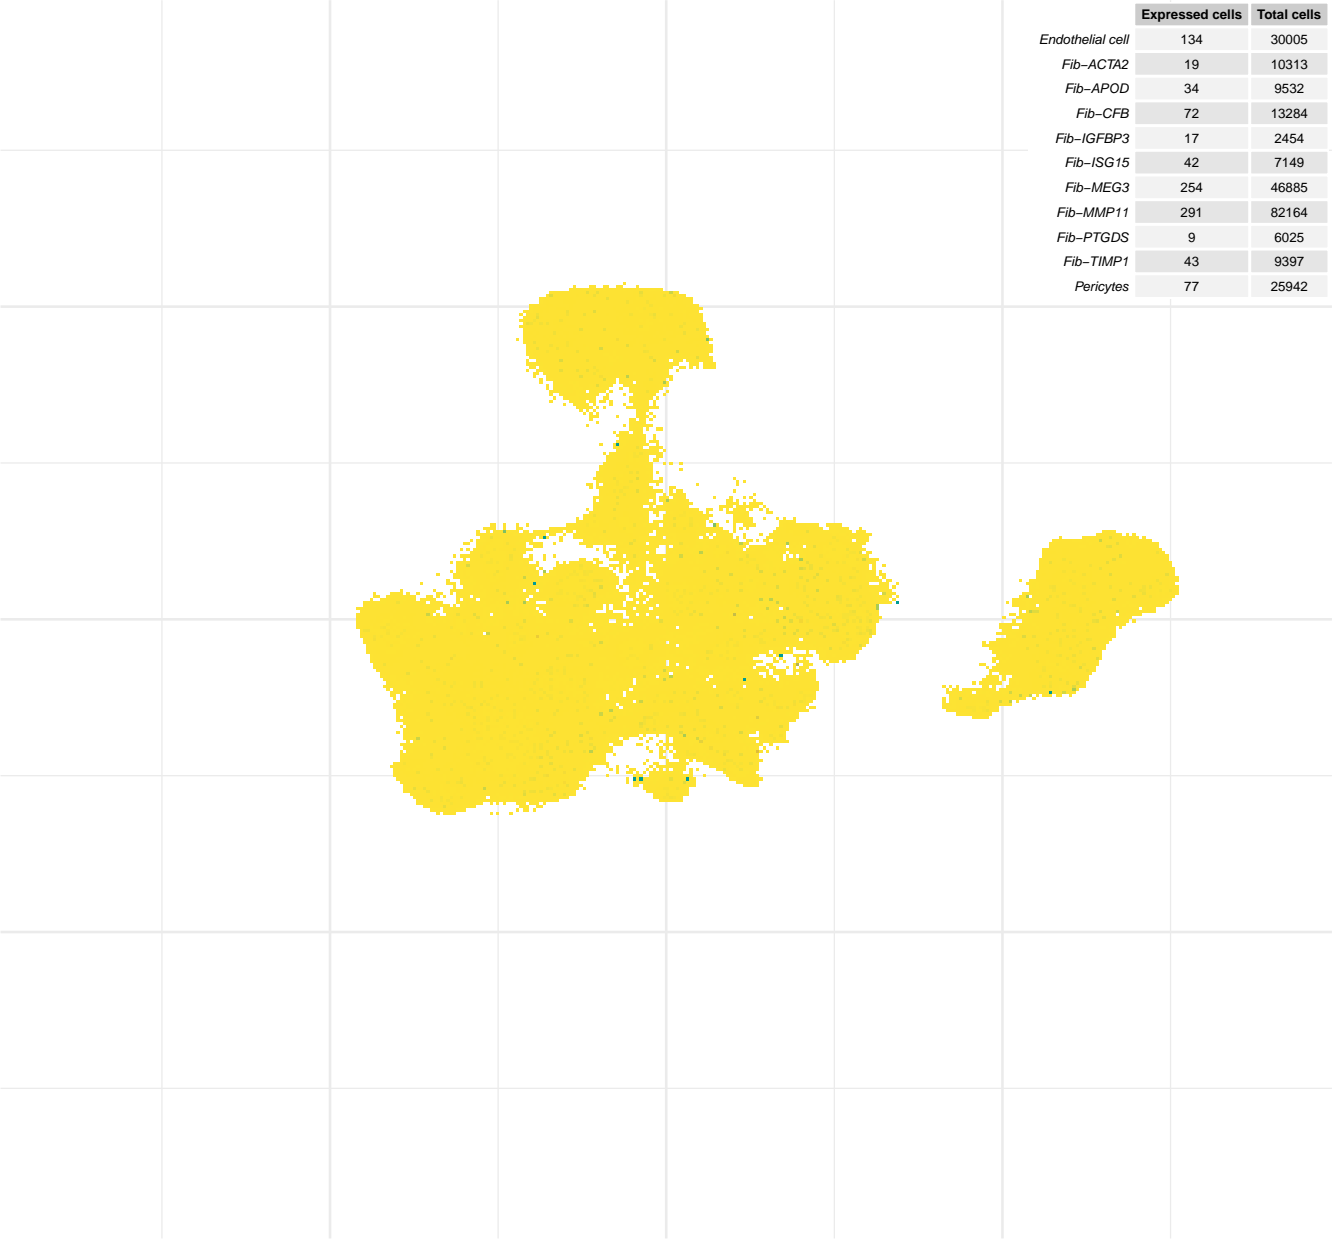 Expressed cells Total cells
Endothelial cell 134 30005
Fib−ACTA2 19 10313
Fib−APOD 34 9532
Fib−CFB 72 13284
Fib−IGFBP3 17 2454
Fib−ISG15 42 7149
Fib−MEG3 254 46885
Fib−MMP11 291 82164
Fib−PTGDS 9 6025
Fib−TIMP1 43 9397
Pericytes 77 25942